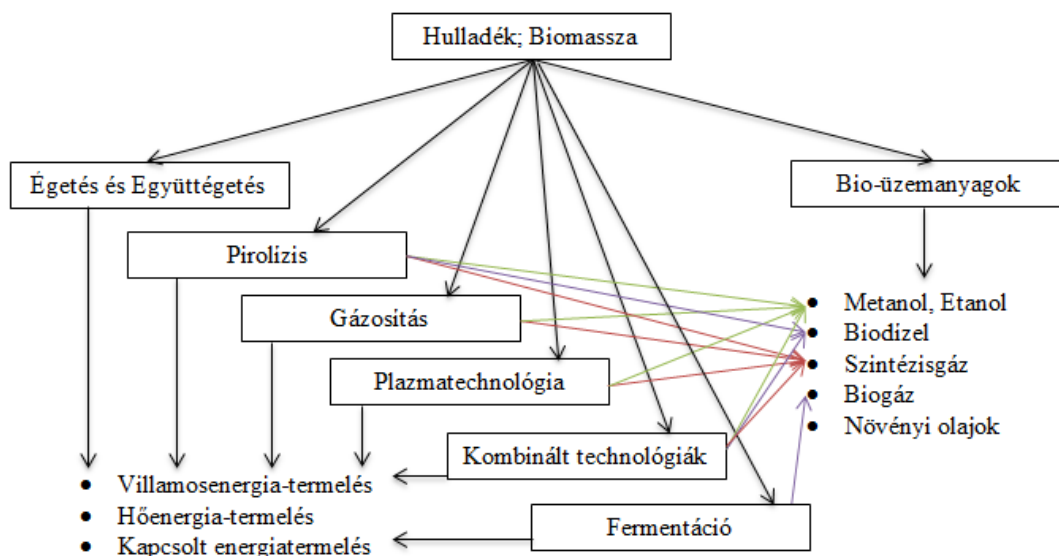 Hulladék; Biomassza
Égetés és Együttégetés
Bio-üzemanyagok
Pirolízis
Gázosítás
Plazmatechnológia
Kombinált technológiák
Fermentáció
• Metanol, Etanol
• Biodízel
• Szintézisgáz
• Biogáz
• Növényi olajok
• Villamosenergia-termelés
• Hőenergia-termelés
• Kapcsolt energiatermelés